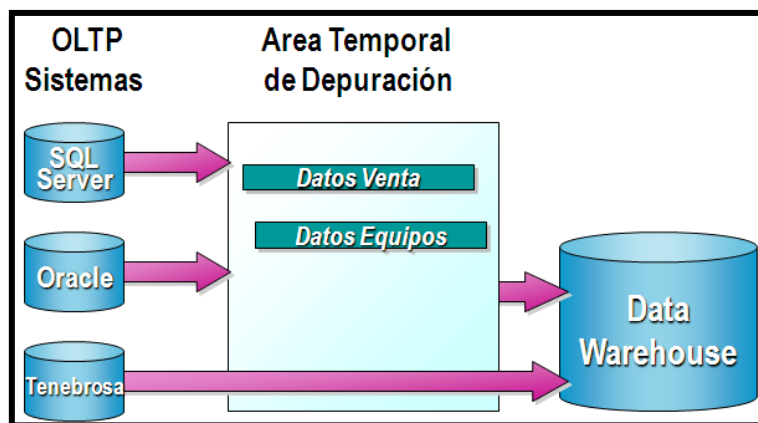 OLTP
Sistemas
Area Temporal
de Depuración
SQL
Server
Datos Venta
Datos Equipos
Oracle
Data
Warehouse
Tenebrosa